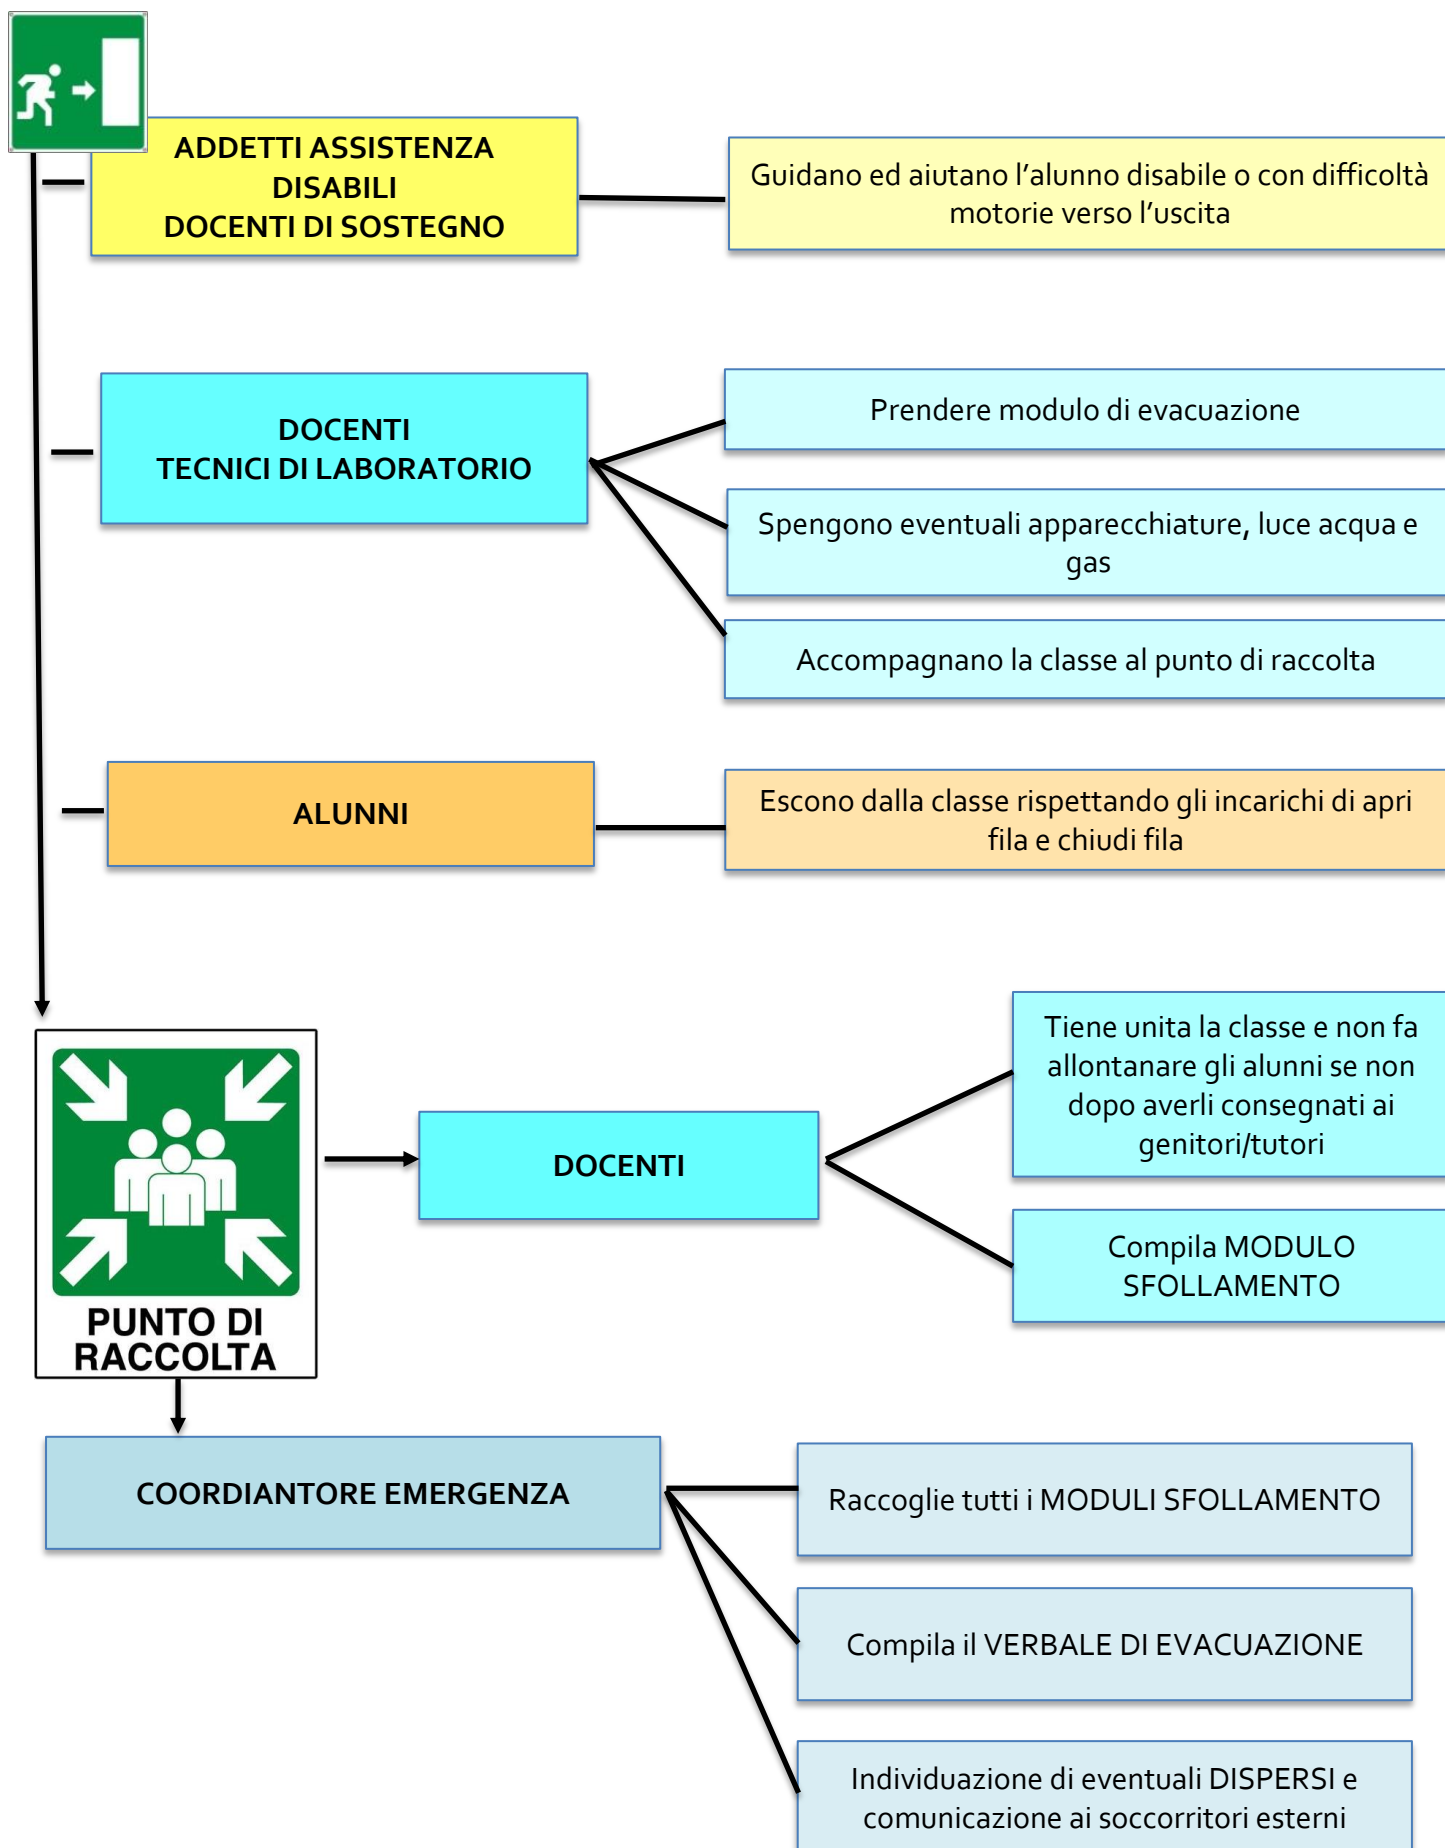 ADDETTI ASSISTENZA
DISABILI
DOCENTI DI SOSTEGNO
Guidano ed aiutano l’alunno disabile o con difficoltà
motorie verso l’uscita
DOCENTI
TECNICI DI LABORATORIO
Prendere modulo di evacuazione
Spengono eventuali apparecchiature, luce acqua e
gas
Accompagnano la classe al punto di raccolta
ALUNNI
Escono dalla classe rispettando gli incarichi di apri
fila e chiudi fila
PUNTO DI
RACCOLTA
DOCENTI
Tiene unita la classe e non fa
allontanare gli alunni se non
dopo averli consegnati ai
genitori/tutori
Compila MODULO
SFOLLAMENTO
COORDIANTORE EMERGENZA
Raccoglie tutti i MODULI SFOLLAMENTO
Compila il VERBALE DI EVACUAZIONE
Individuazione di eventuali DISPERSI e
comunicazione ai soccorritori esterni